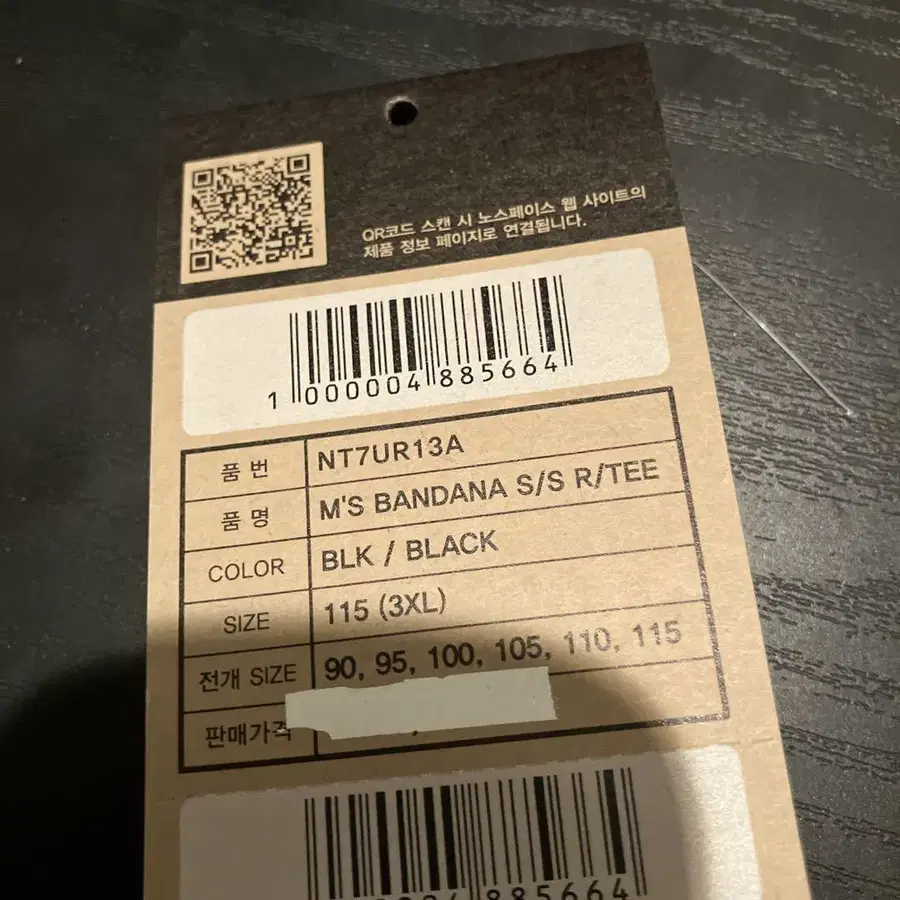 QR코드 스캔 시 노스페이스 웹 사이트의
제품 정보 페이지로 연결됩니다.
1 000004 885664
품 번 NT7UR13A
품 명 M'S BANDANA S/S R/TEE
COLOR BLK / BLACK
SIZE 115 (3XL)
전개 SIZE 90, 95, 100, 105, 110, 115
판매가격
885664